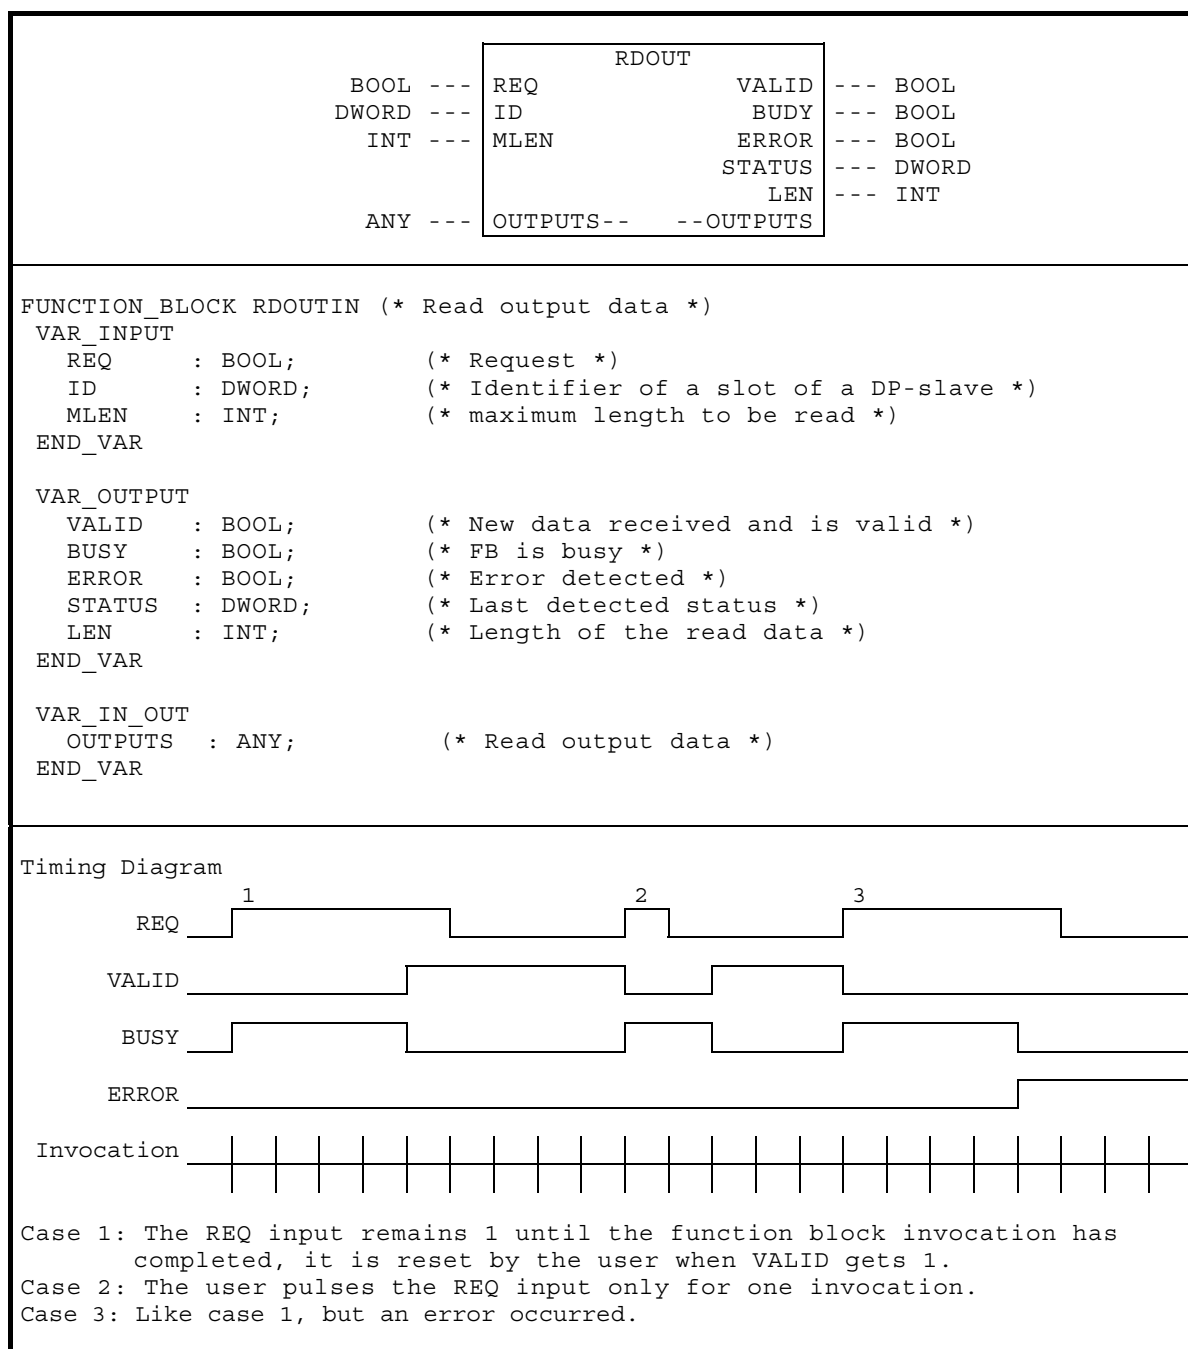 RDOUT
BOOL --- REQ VALID --- BOOL
DWORD --- ID BUDY --- BOOL
INT --- MLEN ERROR --- BOOL
STATUS --- DWORD
LEN --- INT
ANY --- OUTPUTS-- --OUTPUTS
FUNCTION_BLOCK RDOUTIN (* Read output data *)
VAR_INPUT
REQ : BOOL; (* Request *)
ID : DWORD; (* Identifier of a slot of a DP-slave *)
MLEN : INT; (* maximum length to be read *)
END_VAR
VAR_OUTPUT
VALID : BOOL; (* New data received and is valid *)
BUSY : BOOL; (* FB is busy *)
ERROR : BOOL; (* Error detected *)
STATUS : DWORD; (* Last detected status *)
LEN : INT; (* Length of the read data *)
END_VAR
VAR_IN_OUT
OUTPUTS : ANY; (* Read output data *)
END_VAR
Timing Diagram
1 2 3
REQ
VALID
BUSY
ERROR
Invocation
Case 1: The REQ input remains 1 until the function block invocation has
completed, it is reset by the user when VALID gets 1.
Case 2: The user pulses the REQ input only for one invocation.
Case 3: Like case 1, but an error occurred.